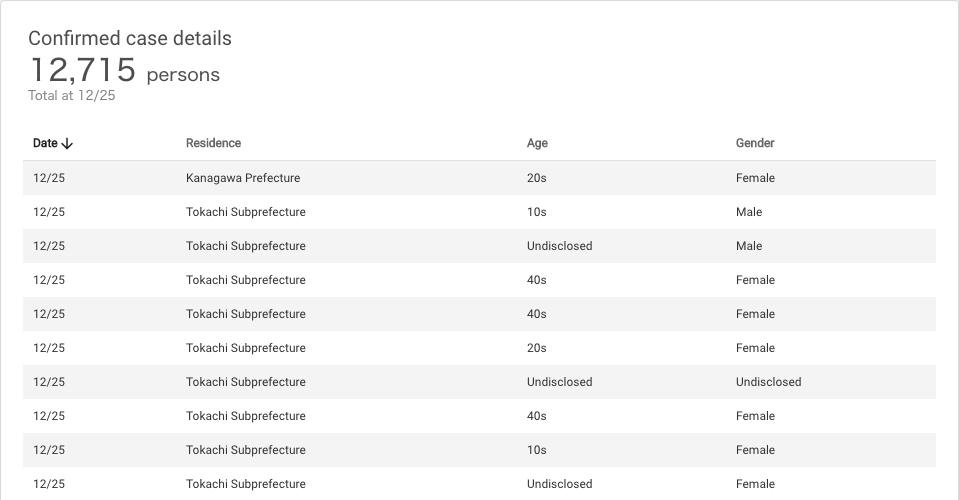 Confirmed case details
12,715 persons
Total at 12/25
Date Residence Age Gender
12/25 Kanagawa Prefecture 20s Female
12/25 Tokachi Subprefecture 10s Male
12/25 Tokachi Subprefecture Undisclosed Male
12/25 Tokachi Subprefecture 40s Female
12/25 Tokachi Subprefecture 40s Female
12/25 Tokachi Subprefecture 20s Female
12/25 Tokachi Subprefecture Undisclosed Undisclosed
12/25 Tokachi Subprefecture 40s Female
12/25 Tokachi Subprefecture 10s Female
12/25 Tokachi Subprefecture Undisclosed Female